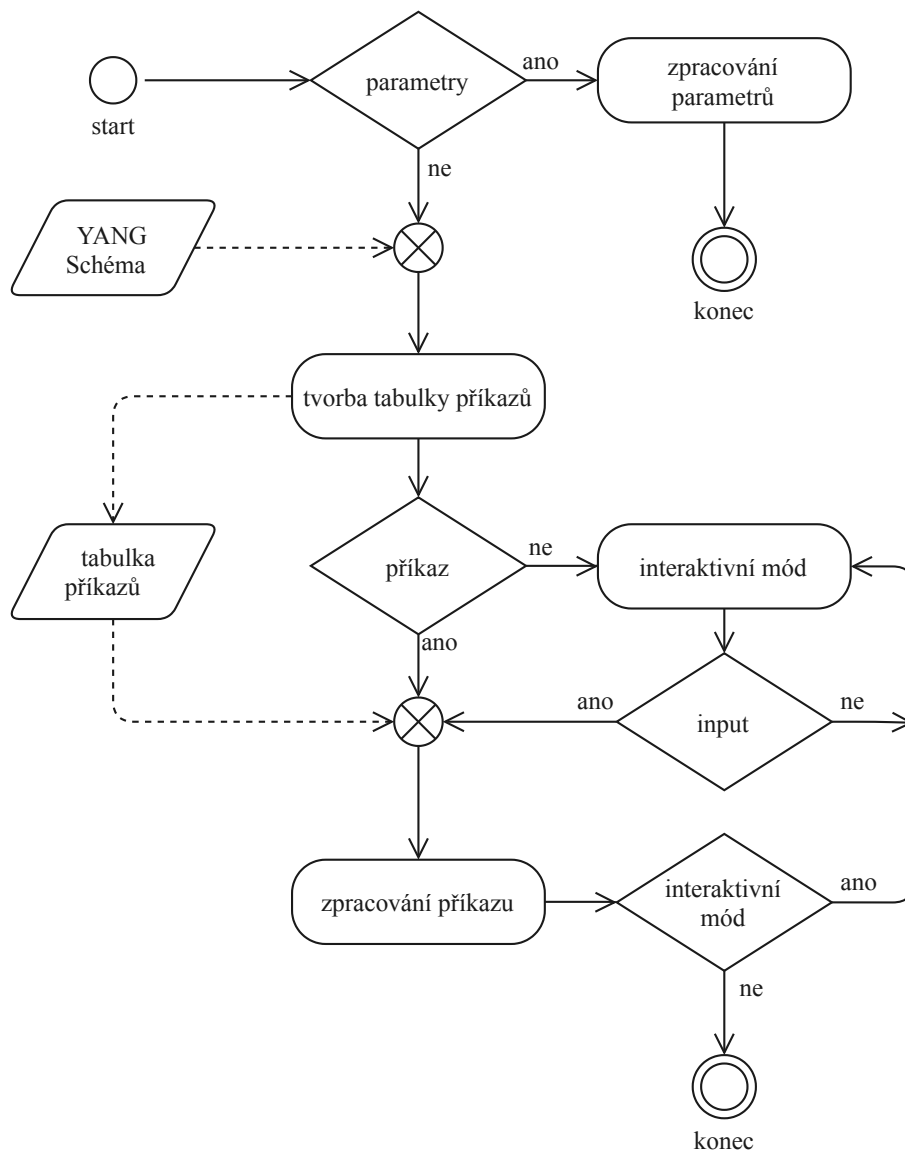 parametry
ano
zpracování
parametrů
start
ne
YANG
Schéma
konec
tvorba tabulky příkazů
tabulka
příkazů
příkaz
ne
interaktivní mód
ano
ano
input
ne
zpracování příkazu
interaktivní
mód
ano
ne
konec